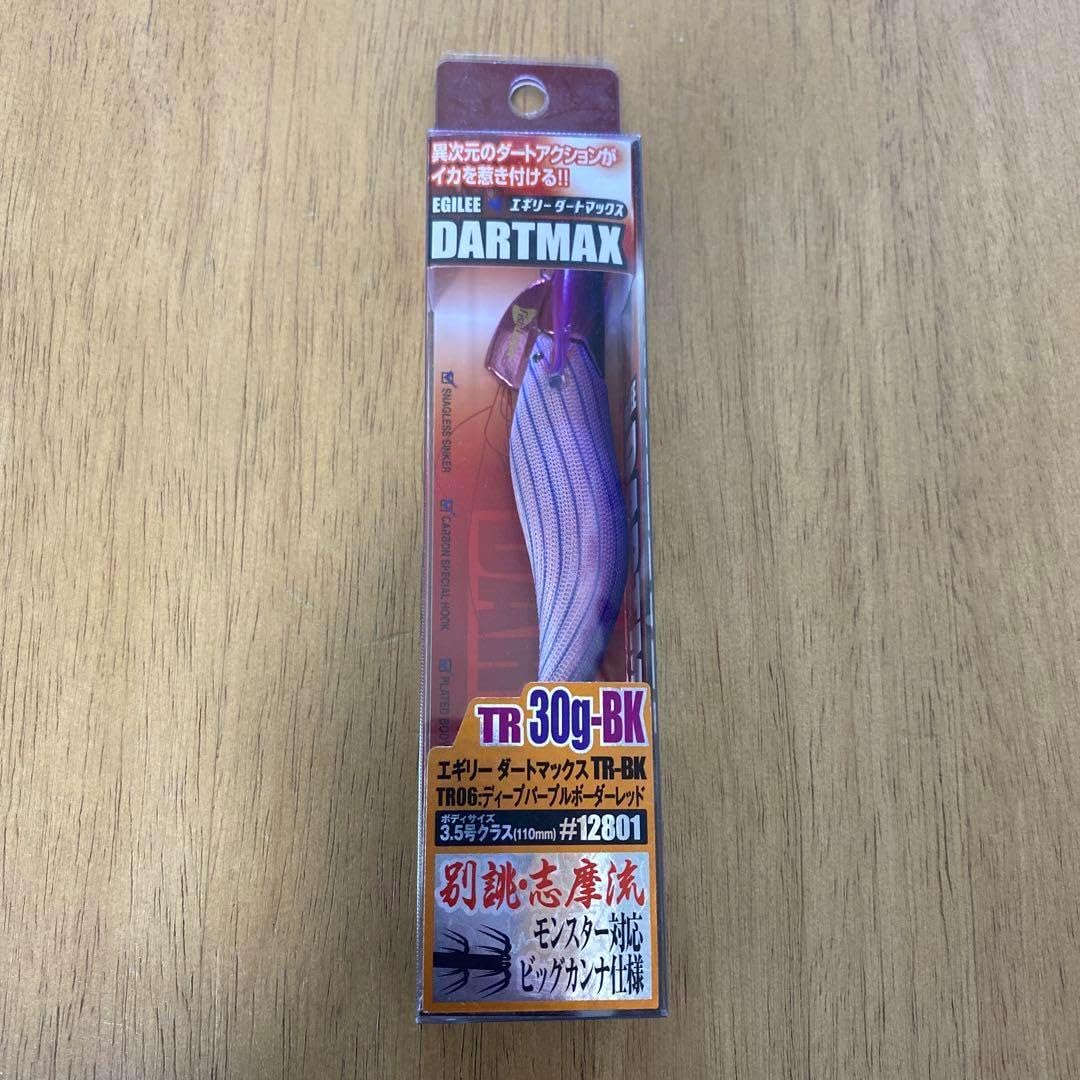 異次元のダートアクションが
イカを惹き付ける!!
EGILEE エギリー ダートマックス
DARTMAX
SNAGLESS SINKER
CARBON SPECIAL HOOK
PLATED BODY
TR 30g-BK
エギリー ダートマックス TR-BK
TR06:ディープパープルボーダーレッド
ボディサイズ
3.5号クラス(110mm) #12801
別誂・志摩流
モンスター対応
ビッグカンナ仕様